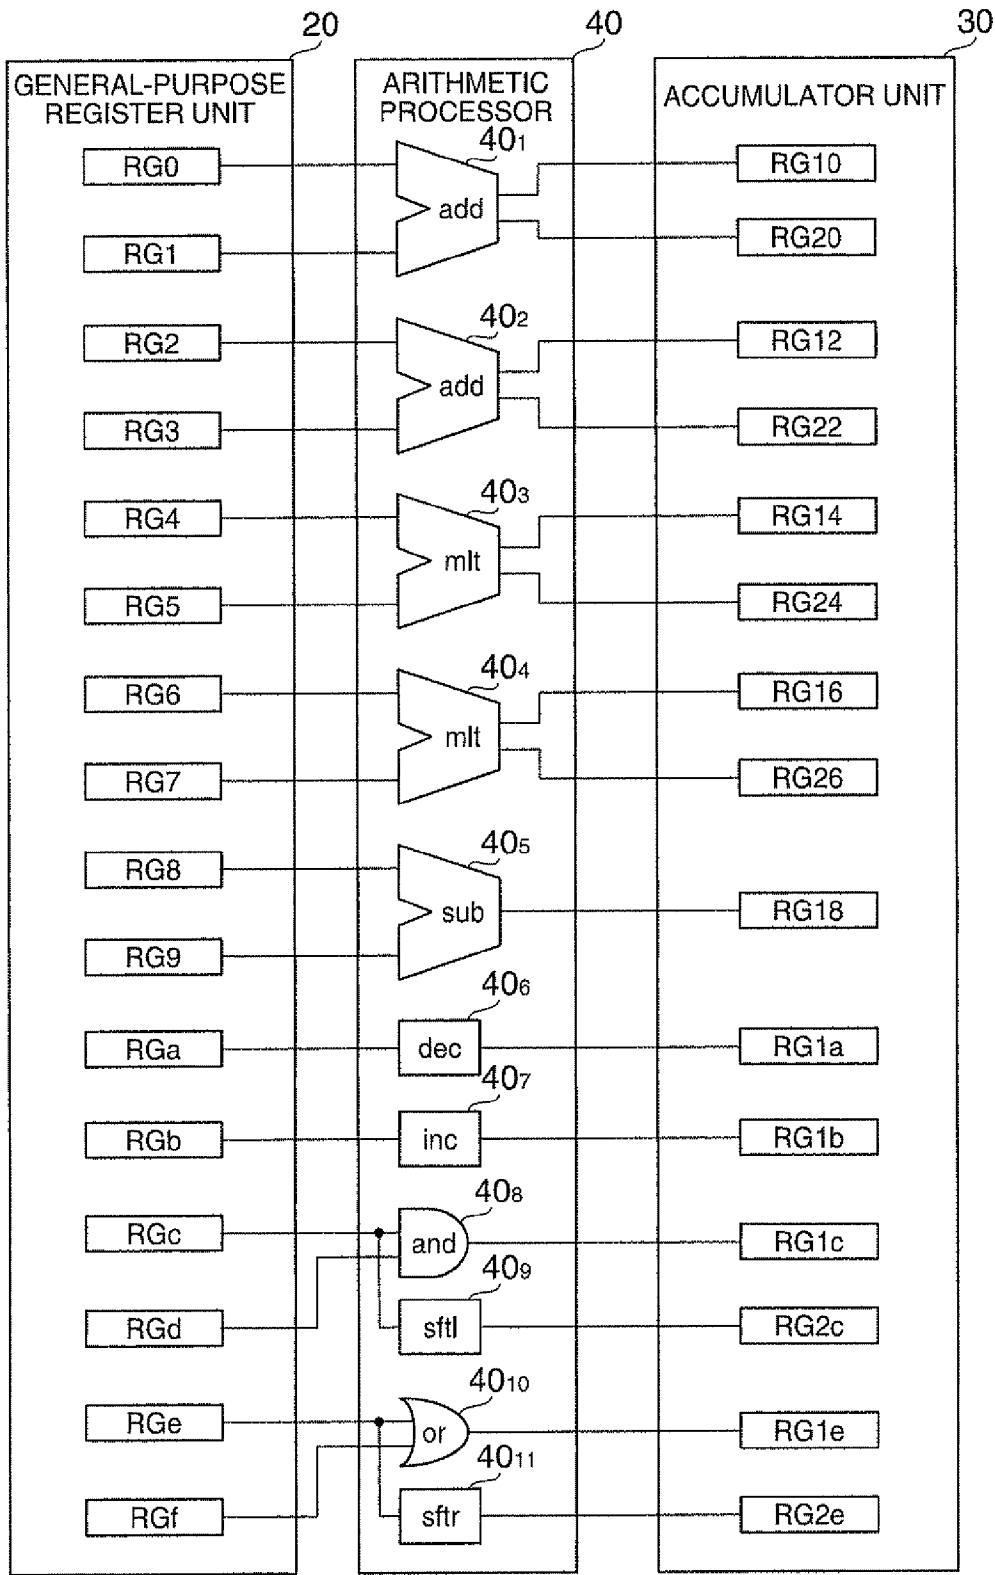 20
40
30
GENERAL-PURPOSE
REGISTER UNIT
ARITHMETIC
PROCESSOR
ACCUMULATOR UNIT
RG0
RG1
40₁
add
RG10
RG20
RG2
RG3
40₂
add
RG12
RG22
RG4
RG5
40₃
mlt
RG14
RG24
RG6
RG7
40₄
mlt
RG16
RG26
RG8
RG9
40₅
sub
RG18
RGa
40₆
dec
RG1a
RGb
40₇
inc
RG1b
RGc
RGd
40₈
and
RG1c
40₉
sftl
RG2c
RGe
RGf
40₁₀
or
RG1e
40₁₁
sftr
RG2e